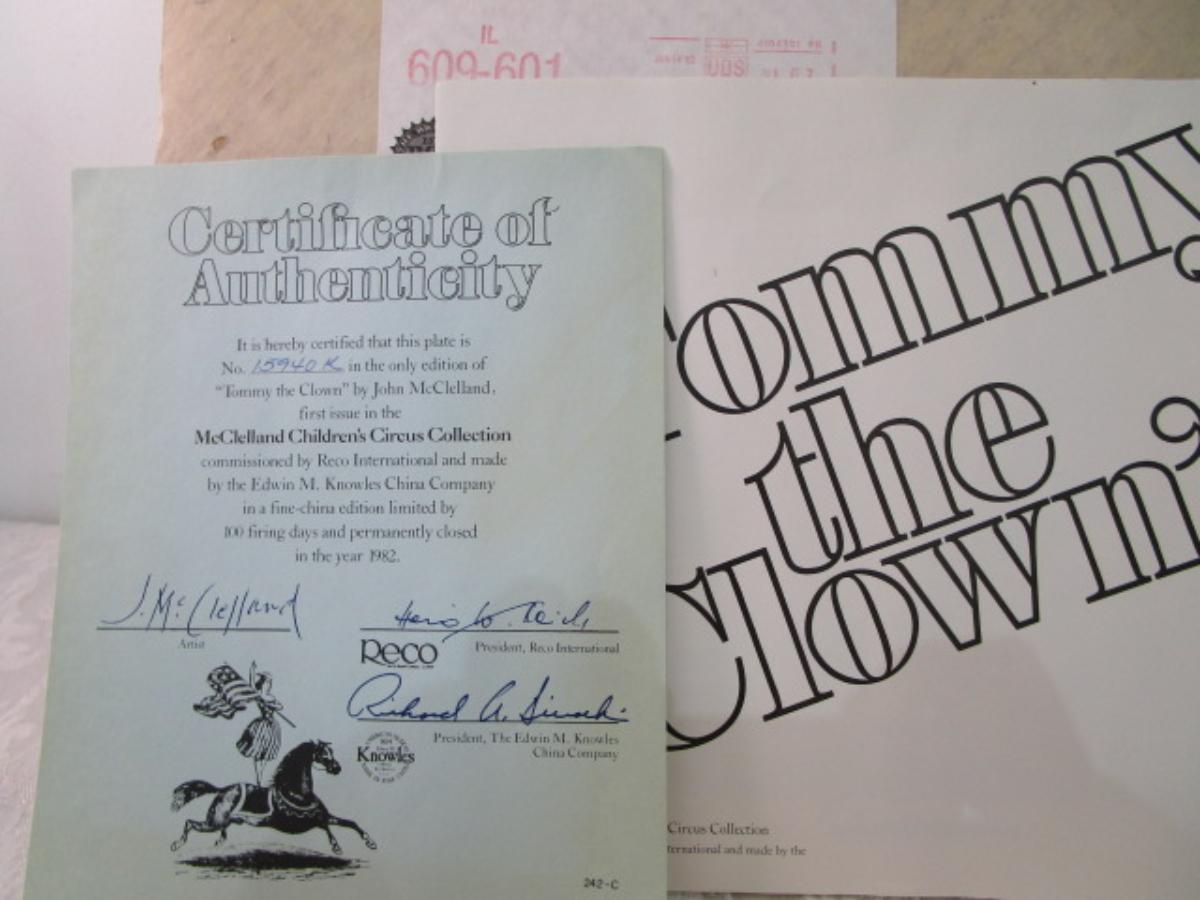 IL
609-601
UDS
Certificate of
Authenticity
It is hereby certified that this plate is
No. 15940 K in the only edition of
"Tommy the Clown" by John McClelland,
first issue in the
McClelland Children's Circus Collection
commissioned by Reco International and made
by the Edwin M. Knowles China Company
in a fine-china edition limited by
100 firing days and permanently closed
in the year 1982.
J. McClelland
Artist
Reco
President, Reco International
Richard A.
President, The Edwin M. Knowles
China Company
Knowles
242-C
ommy
the
Clown"
Circus Collection
ternational and made by the